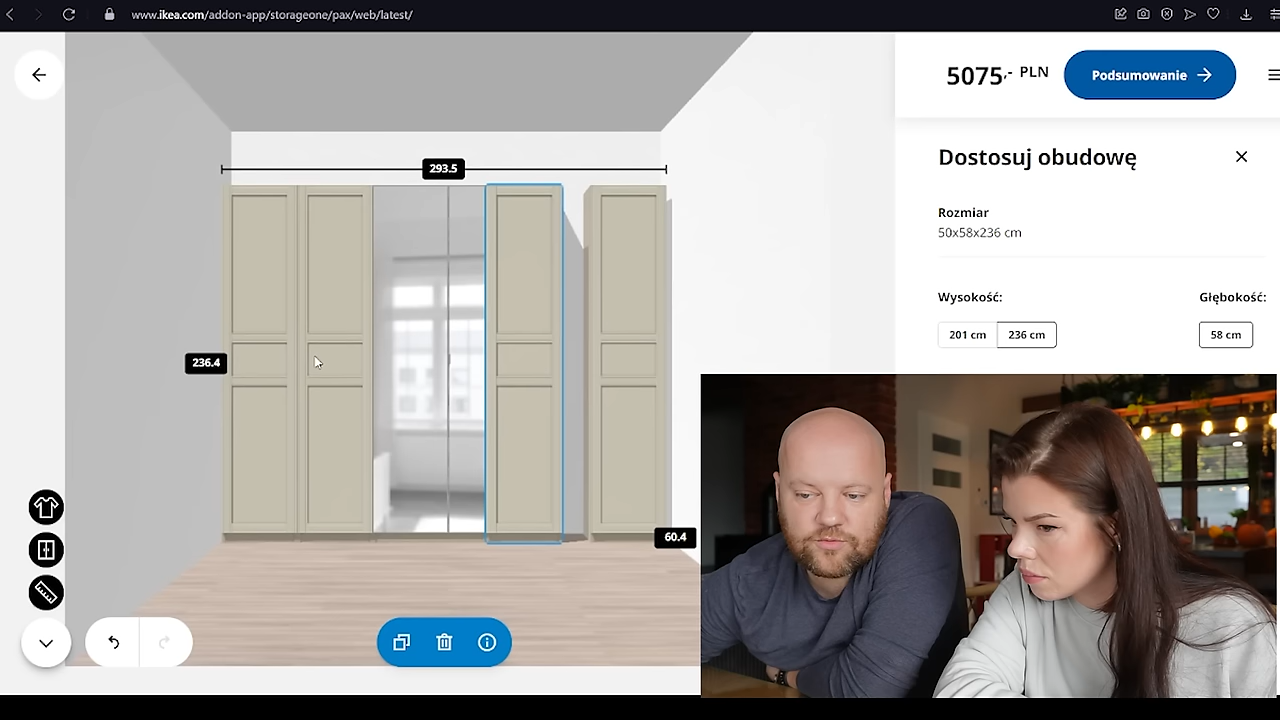 www.ikea.com/addon-app/storageone/pax/web/latest/
5075,- PLN
Podsumowanie
Dostosuj obudowę
Rozmiar
50x58x236 cm
Wysokość:
Głębokość:
201 cm
236 cm
58 cm
293.5
236.4
60.4